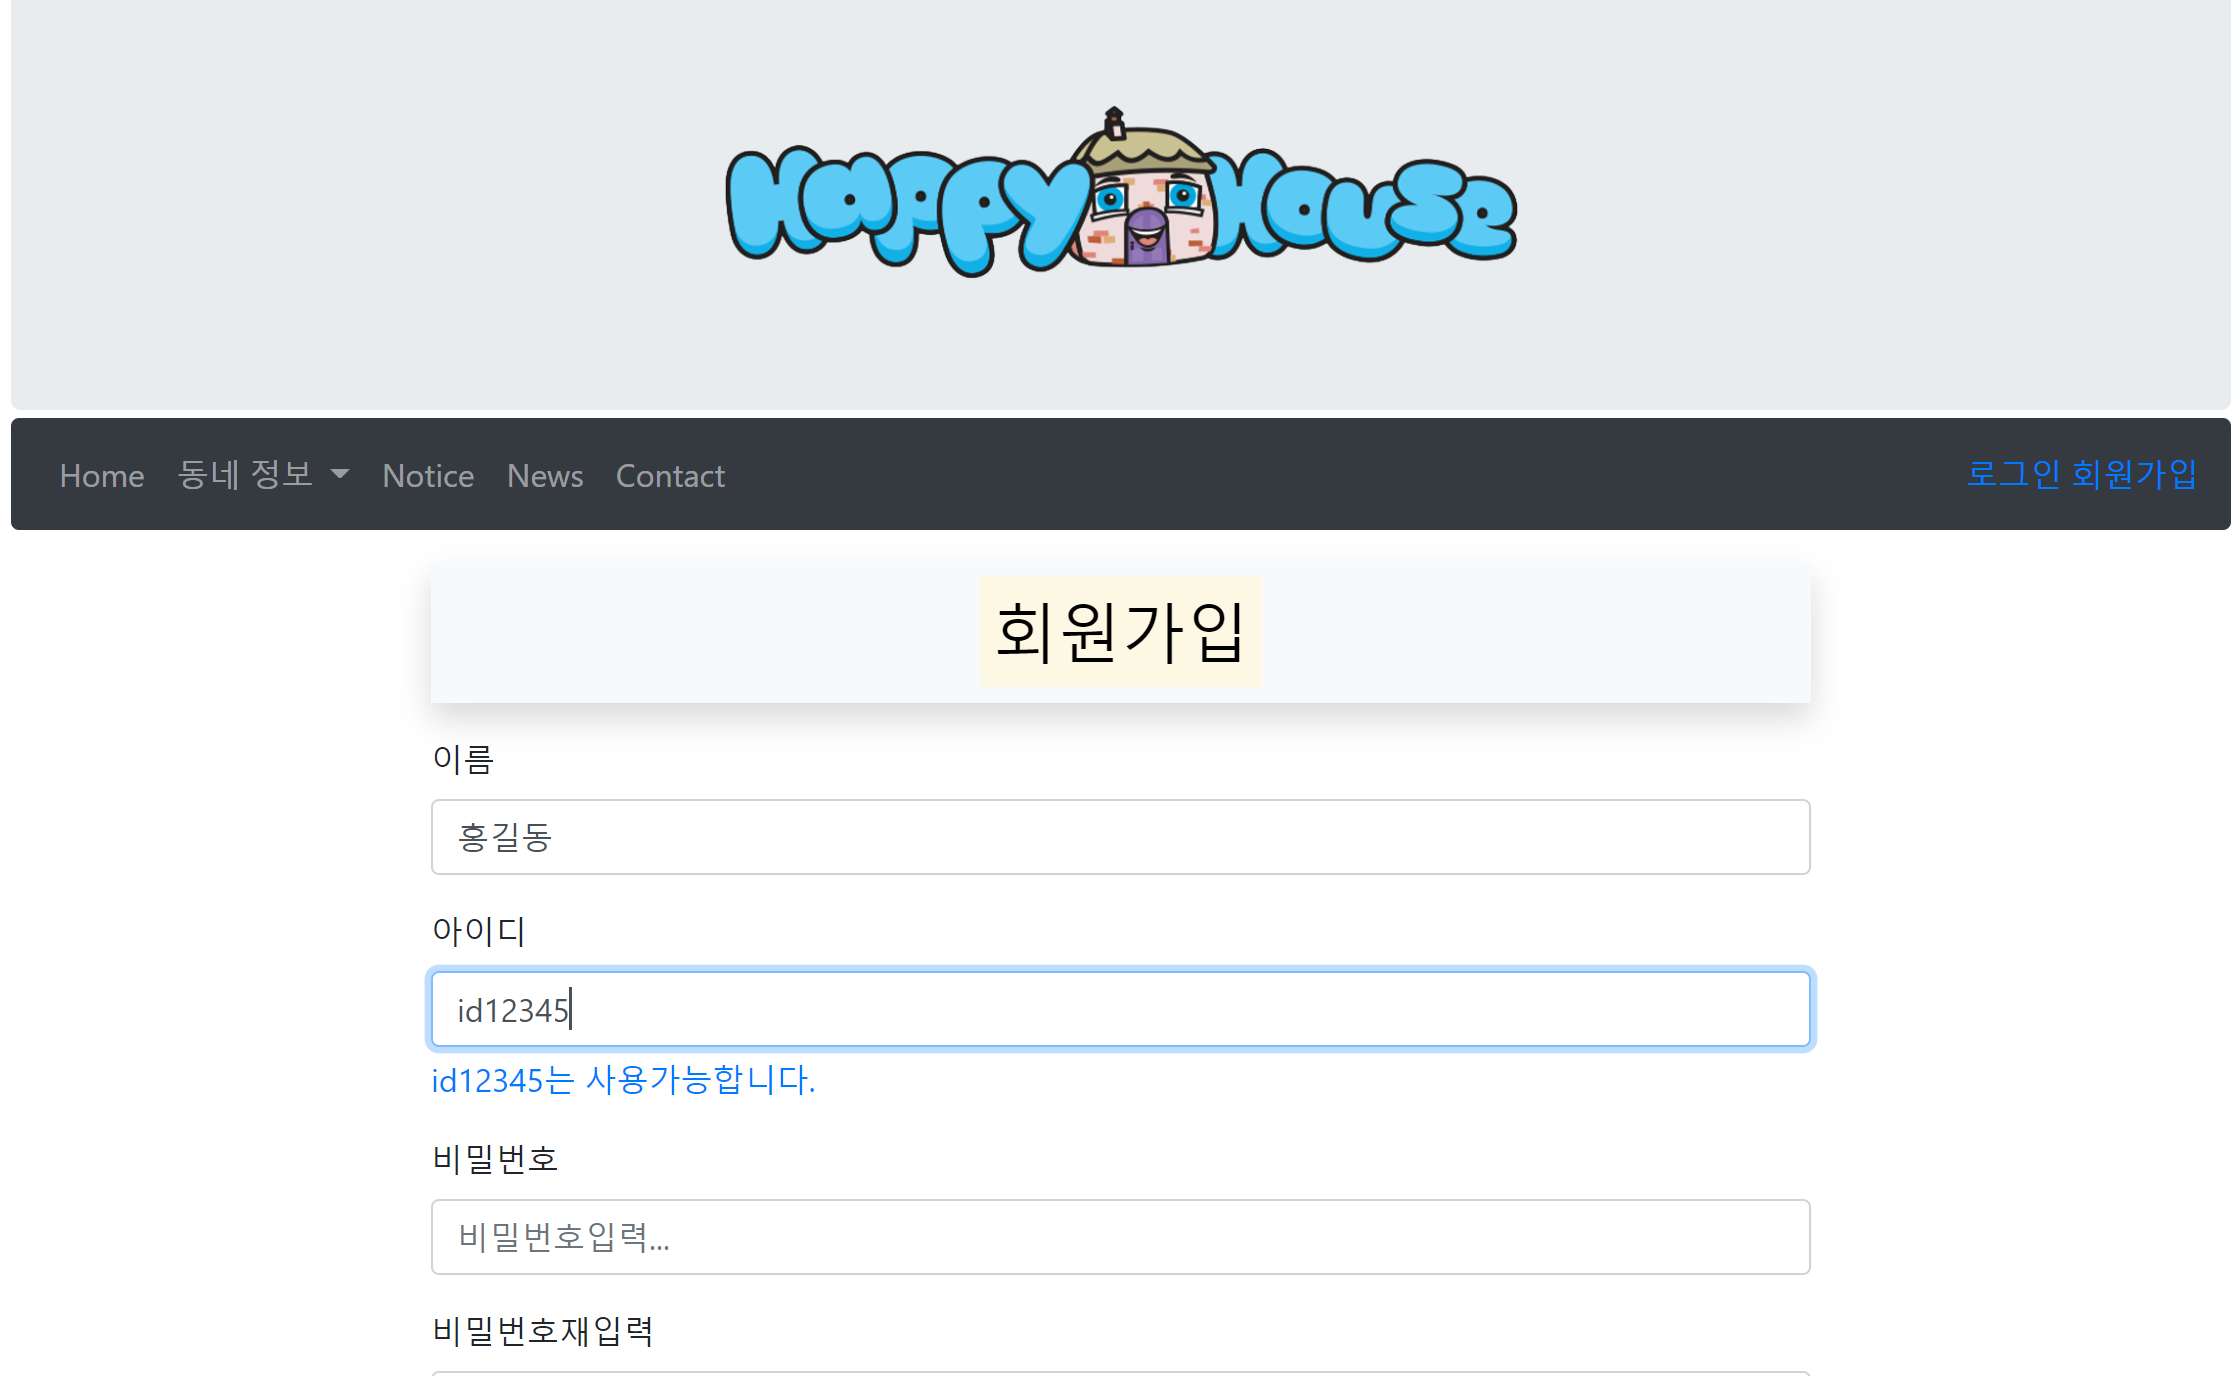 Happy House
Home 동네 정보 Notice News Contact 로그인 회원가입
회원가입
이름
홍길동
아이디
id12345
id12345는 사용가능합니다.
비밀번호
비밀번호입력...
비밀번호재입력